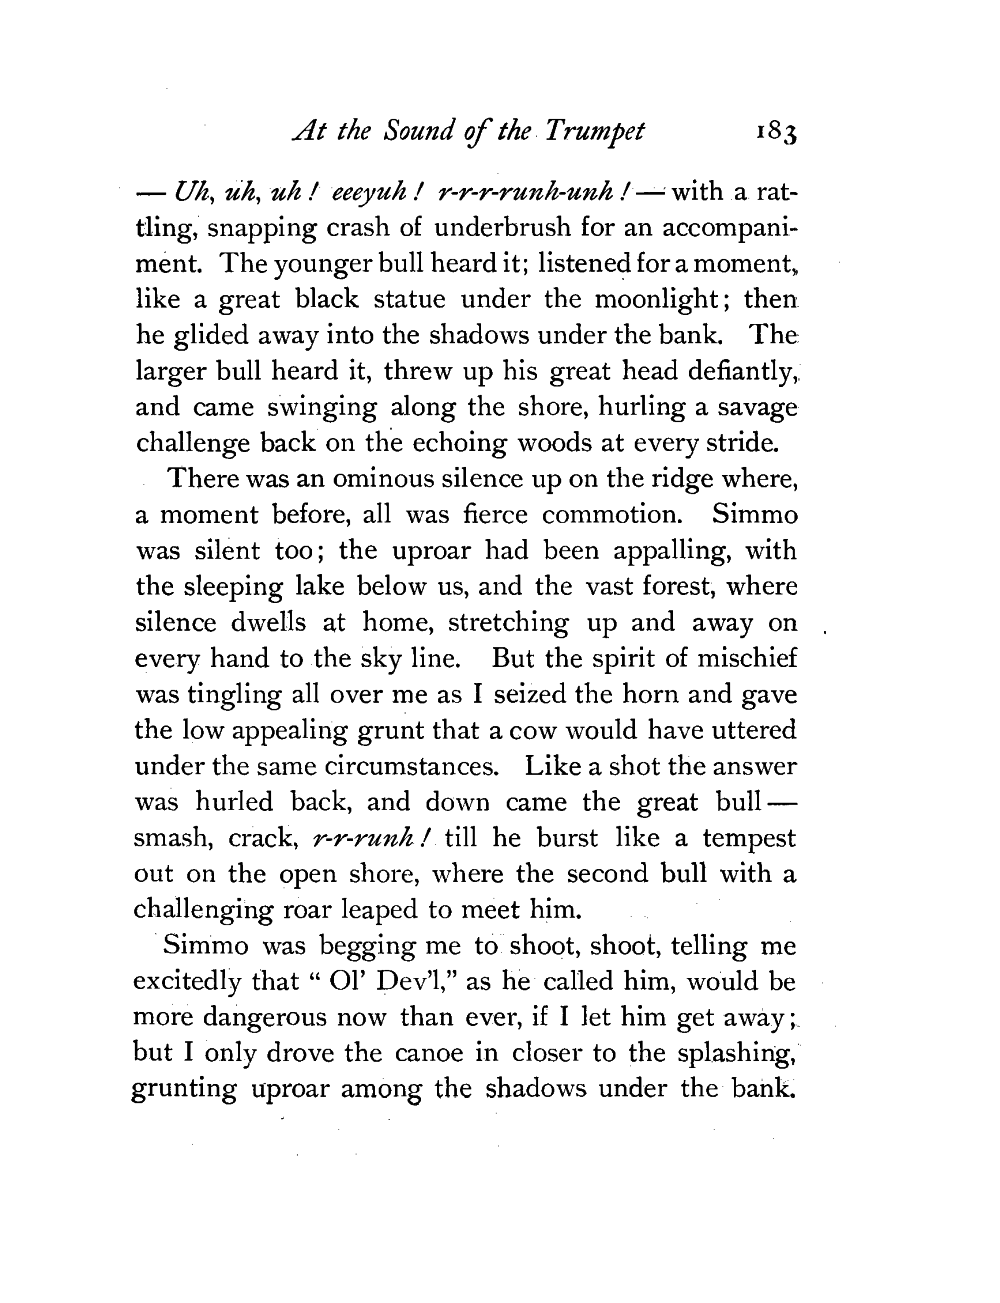 At the Sound of the Trumpet 183
— Uh, uh, uh ! eeeyuh ! r-r-r-runh-unh ! — with a rat-
tling, snapping crash of underbrush for an accompani-
ment. The younger bull heard it; listened for a moment,
like a great black statue under the moonlight; then
he glided away into the shadows under the bank. The
larger bull heard it, threw up his great head defiantly,
and came swinging along the shore, hurling a savage
challenge back on the echoing woods at every stride.
There was an ominous silence up on the ridge where,
a moment before, all was fierce commotion. Simmo
was silent too; the uproar had been appalling, with
the sleeping lake below us, and the vast forest, where
silence dwells at home, stretching up and away on
every hand to the sky line. But the spirit of mischief
was tingling all over me as I seized the horn and gave
the low appealing grunt that a cow would have uttered
under the same circumstances. Like a shot the answer
was hurled back, and down came the great bull —
smash, crack, r-r-runh ! till he burst like a tempest
out on the open shore, where the second bull with a
challenging roar leaped to meet him.
Simmo was begging me to shoot, shoot, telling me
excitedly that “ Ol’ Dev’l,” as he called him, would be
more dangerous now than ever, if I let him get away;
but I only drove the canoe in closer to the splashing,
grunting uproar among the shadows under the bank.